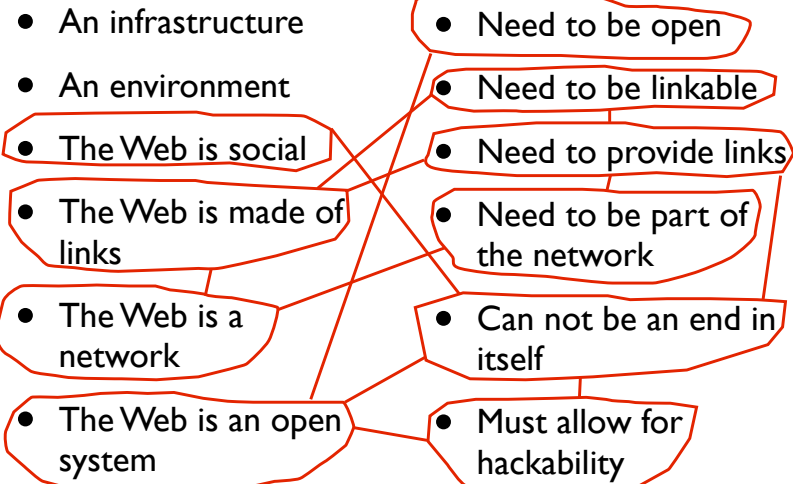 • An infrastructure
• An environment
• The Web is social
• The Web is made of
links
• The Web is a
network
• The Web is an open
system
• Need to be open
• Need to be linkable
• Need to provide links
• Need to be part of
the network
• Can not be an end in
itself
• Must allow for
hackability